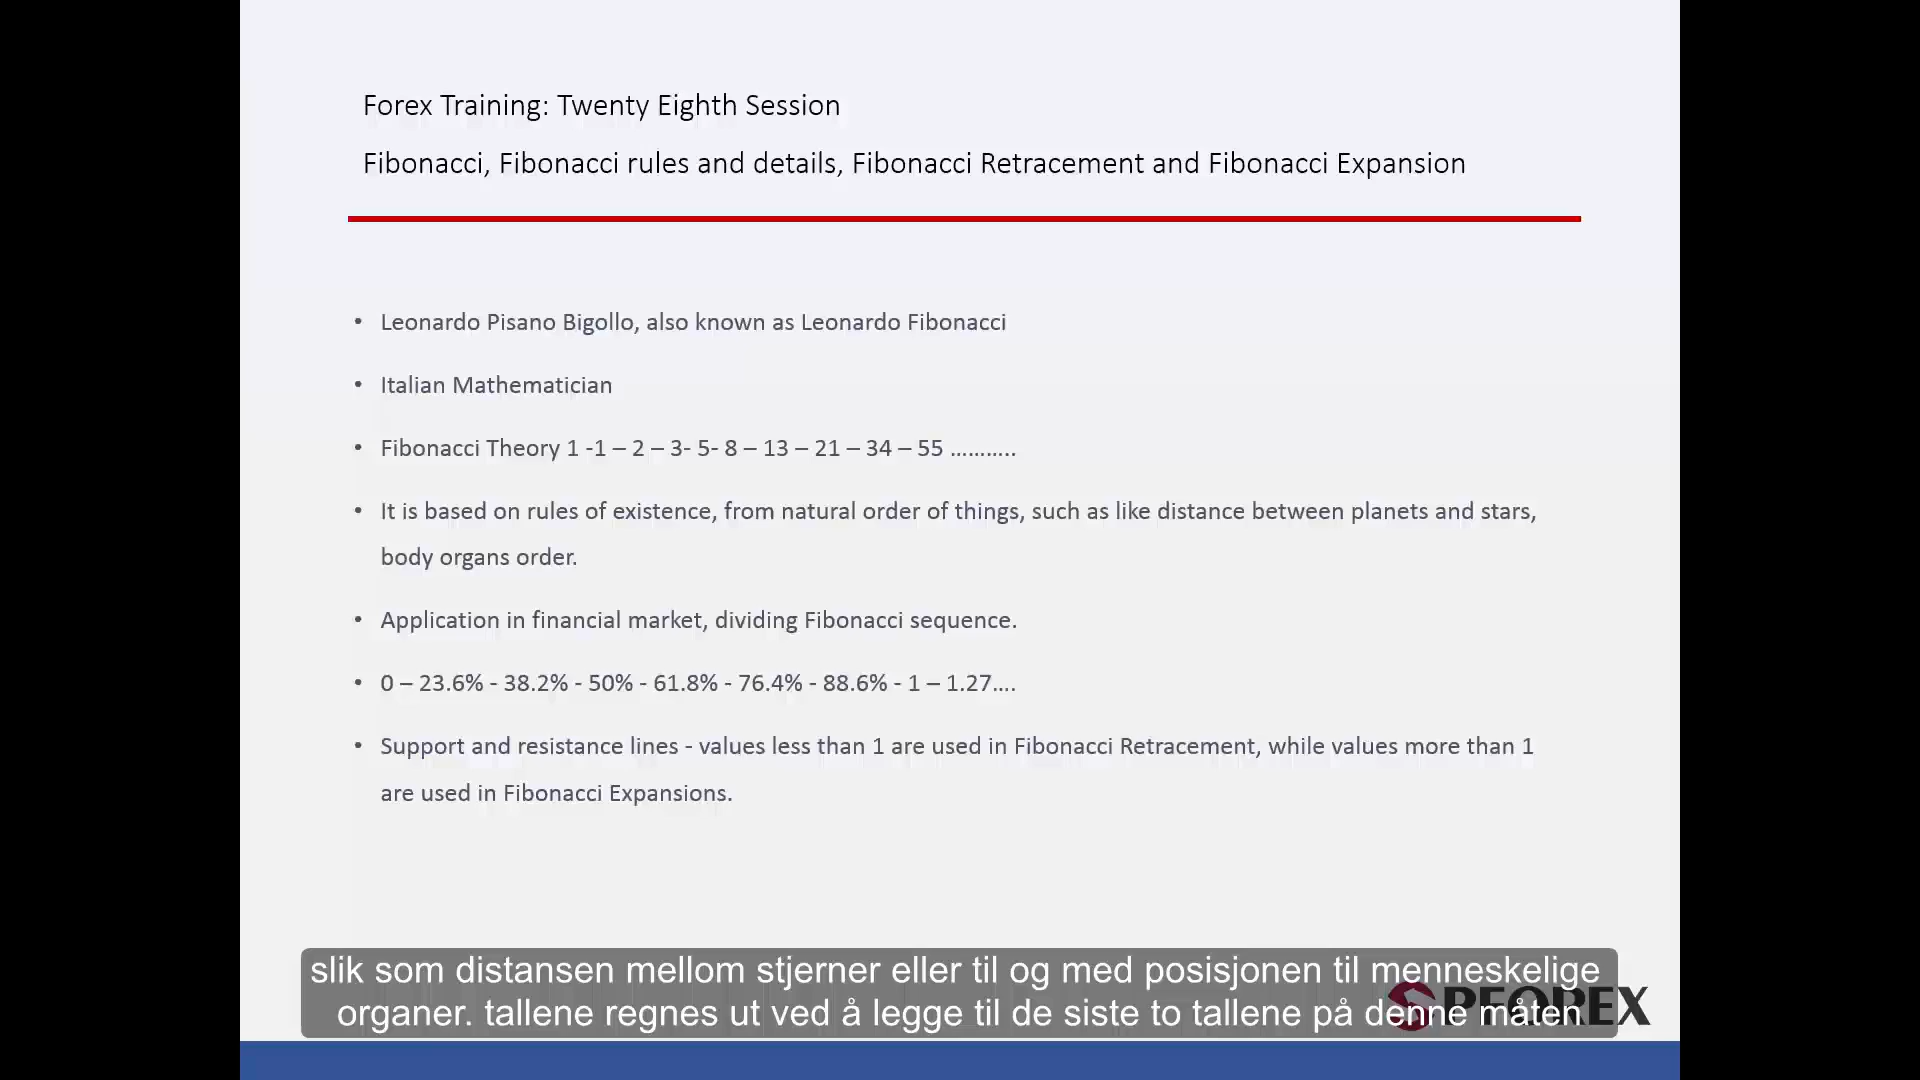 Forex Training: Twenty Eighth Session
Fibonacci, Fibonacci rules and details, Fibonacci Retracement and Fibonacci Expansion
• Leonardo Pisano Bigollo, also known as Leonardo Fibonacci
• Italian Mathematician
• Fibonacci Theory 1 -1 – 2 – 3- 5- 8 – 13 – 21 – 34 – 55 ………..
• It is based on rules of existence, from natural order of things, such as like distance between planets and stars,
body organs order.
• Application in financial market, dividing Fibonacci sequence.
• 0 – 23.6% - 38.2% - 50% - 61.8% - 76.4% - 88.6% - 1 – 1.27….
• Support and resistance lines - values less than 1 are used in Fibonacci Retracement, while values more than 1
are used in Fibonacci Expansions.
slik som distansen mellom stjerner eller til og med posisjonen til menneskelige
organer. tallene regnes ut ved å legge til de siste to tallene på denne måten
PFOREX